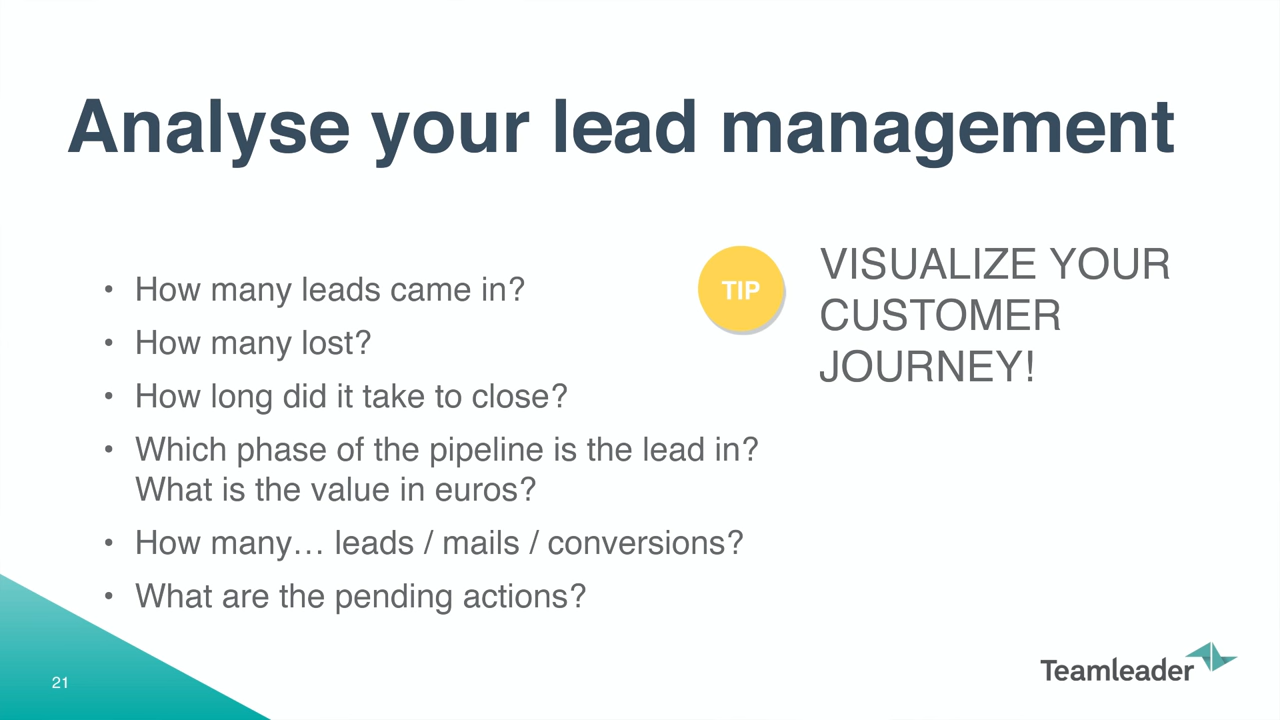 Analyse your lead management
• How many leads came in?
• How many lost?
• How long did it take to close?
• Which phase of the pipeline is the lead in?
What is the value in euros?
• How many… leads / mails / conversions?
• What are the pending actions?
TIP
VISUALIZE YOUR
CUSTOMER
JOURNEY!
21
Teamleader